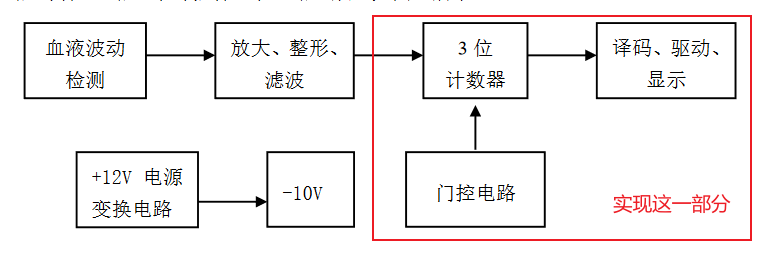 血液波动
检测
放大、整形、
滤波
3 位
计数器
译码、驱动、
显示
+12V 电源
变换电路
-10V
门控电路
实现这一部分